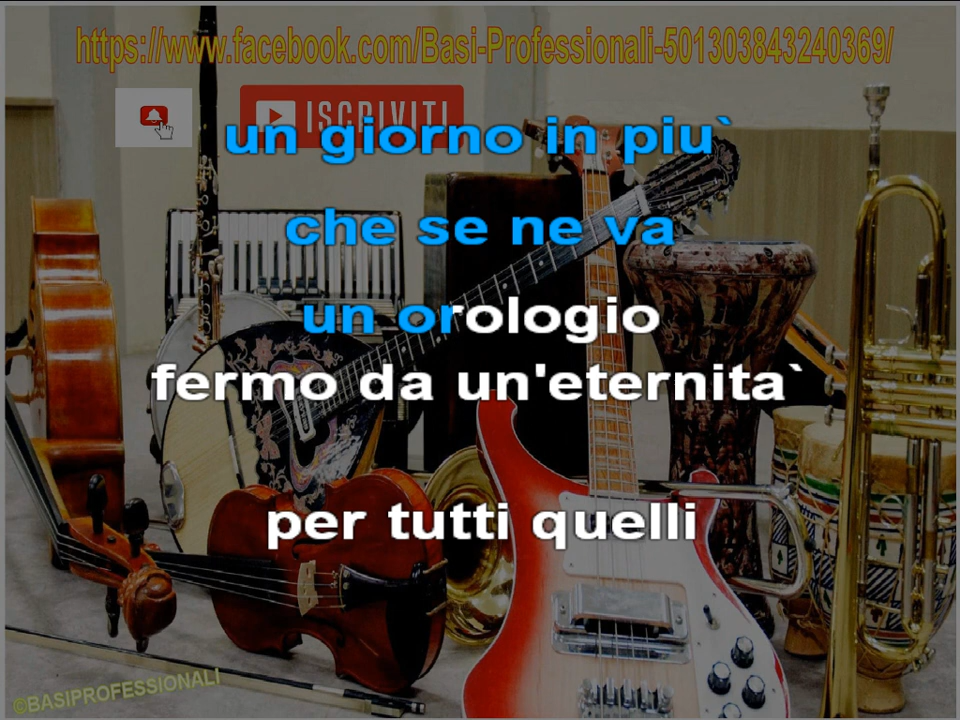 https://www.facebook.com/Basi-Professionali-501303843240369/
ISCRIVITI
un giorno in piu`
che se ne va
un orologio
fermo da un'eternita`
per tutti quelli
©BASIPROFESSIONALI